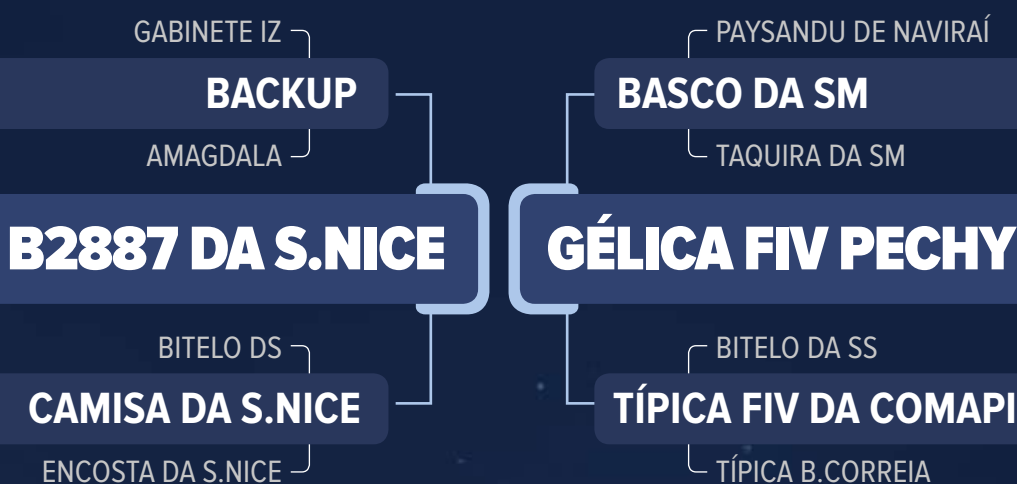 GABINETE IZ
BACKUP
AMAGDALA
B2887 DA S.NICE
BITELO DS
CAMISA DA S.NICE
ENCOSTA DA S.NICE
PAYSANDU DE NAVIRAÍ
BASCO DA SM
TAQUIRA DA SM
GÉLICA FIV PECHY
BITELO DA SS
TÍPICA FIV DA COMAPI
TÍPICA B.CORREIA